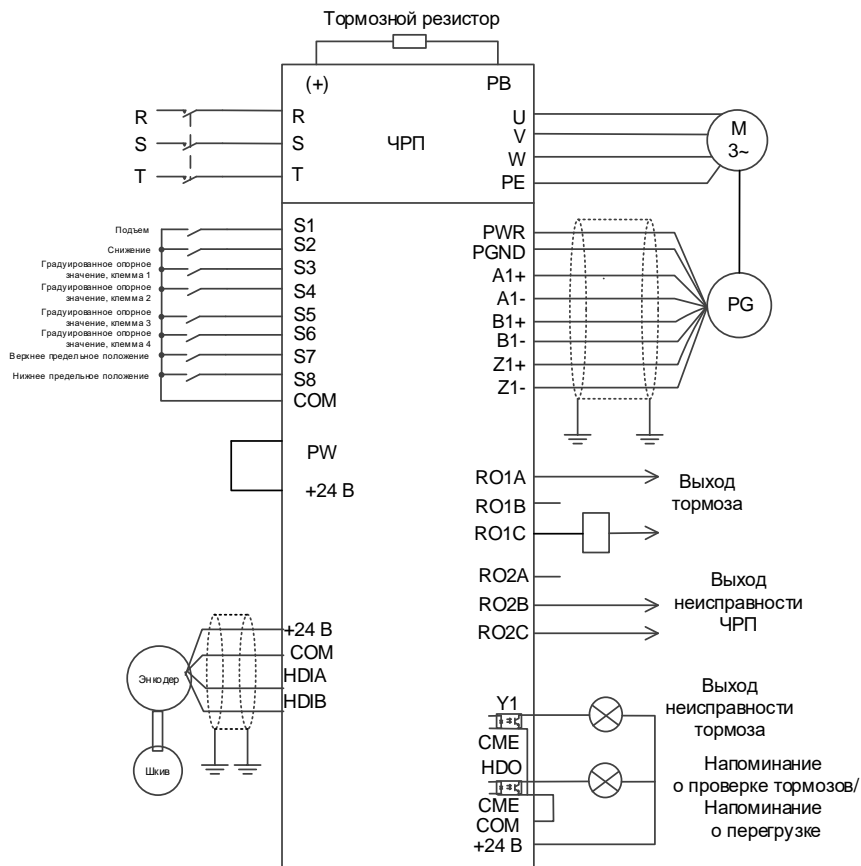 Тормозной резистор
(+)
PB
R
S
T
R
S
T
ЧРП
U
V
W
PE
M
3~
Подъем
Снижение
Градуированное опорное
значение, клемма 1
Градуированное опорное
значение, клемма 2
Градуированное опорное
значение, клемма 3
Градуированное опорное
значение, клемма 4
Верхнее предельное положение
Нижнее предельное положение
S1
S2
S3
S4
S5
S6
S7
S8
COM
PW
+24 В
PWR
PGND
A1+
A1-
B1+
B1-
Z1+
Z1-
PG
RO1A
RO1B
RO1C
Выход
тормоза
RO2A
RO2B
RO2C
Выход
неисправности
ЧРП
+24 В
COM
HDIA
HDIB
Энкодер
Шкив
Y1
CME
HDO
CME
COM
+24 В
Выход
неисправности
тормоза
Напоминание
о проверке тормозов/
Напоминание
о перегрузке